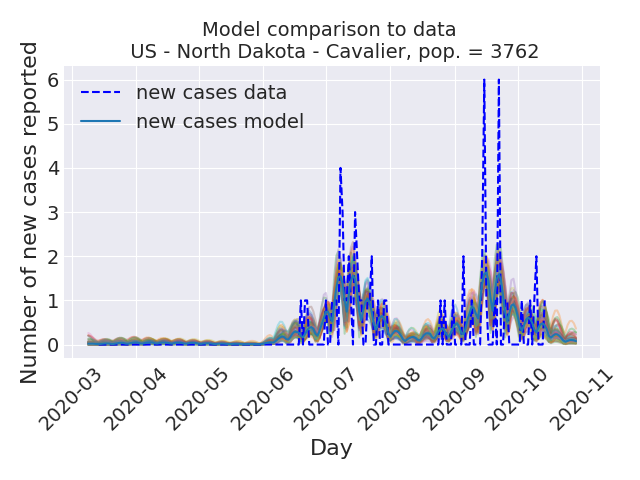 Model comparison to data
US - North Dakota - Cavalier, pop. = 3762
Number of new cases reported
6
5
4
3
2
1
0
new cases data
new cases model
2020-03
2020-04
2020-05
2020-06
2020-07
2020-08
2020-09
2020-10
2020-11
Day